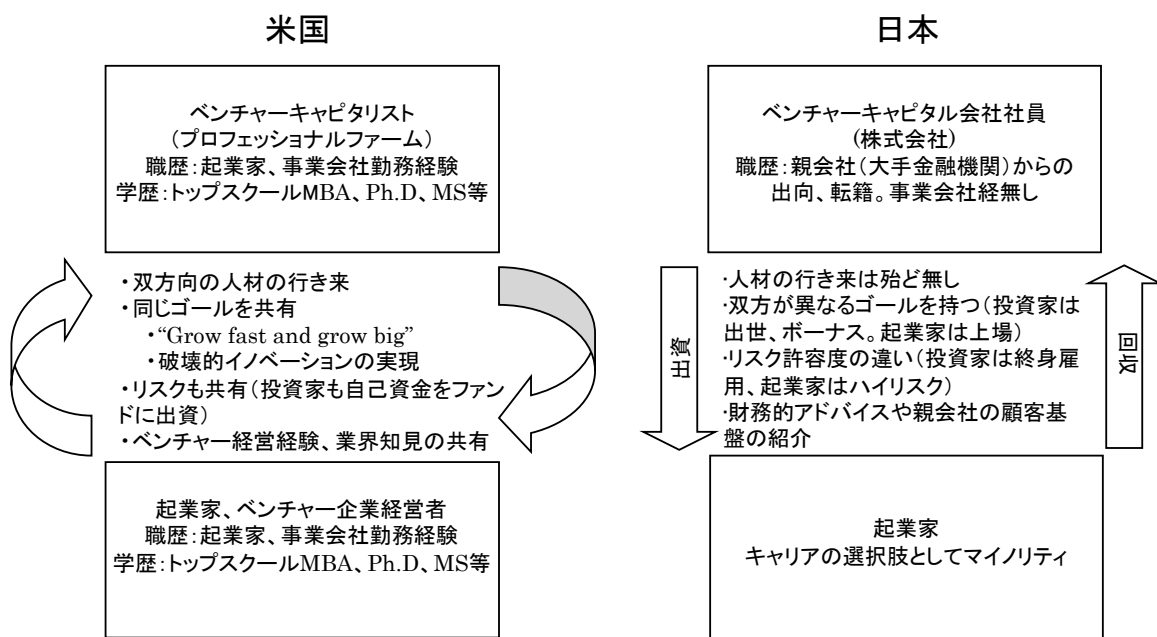 米国
ベンチャーキャピタリスト
（プロフェッショナルファーム）
職歴：起業家、事業会社勤務経験
学歴：トップスクールMBA、Ph.D、MS等
・双方向の人材の行き来
・同じゴールを共有
・“Grow fast and grow big”
・破壊的イノベーションの実現
・リスクも共有（投資家も自己資金をファン
ドに出資）
・ベンチャー経営経験、業界知見の共有
起業家、ベンチャー企業経営者
職歴：起業家、事業会社勤務経験
学歴：トップスクールMBA、Ph.D、MS等
日本
ベンチャーキャピタル会社社員
(株式会社)
職歴：親会社（大手金融機関）からの
出向、転籍。事業会社経無し
出資
・人材の行き来は殆ど無し
・双方が異なるゴールを持つ（投資家は
出世、ボーナス。起業家は上場）
・リスク許容度の違い（投資家は終身雇
用、起業家はハイリスク）
・財務的アドバイスや親会社の顧客基
盤の紹介
回収
起業家
キャリアの選択肢としてマイノリティ